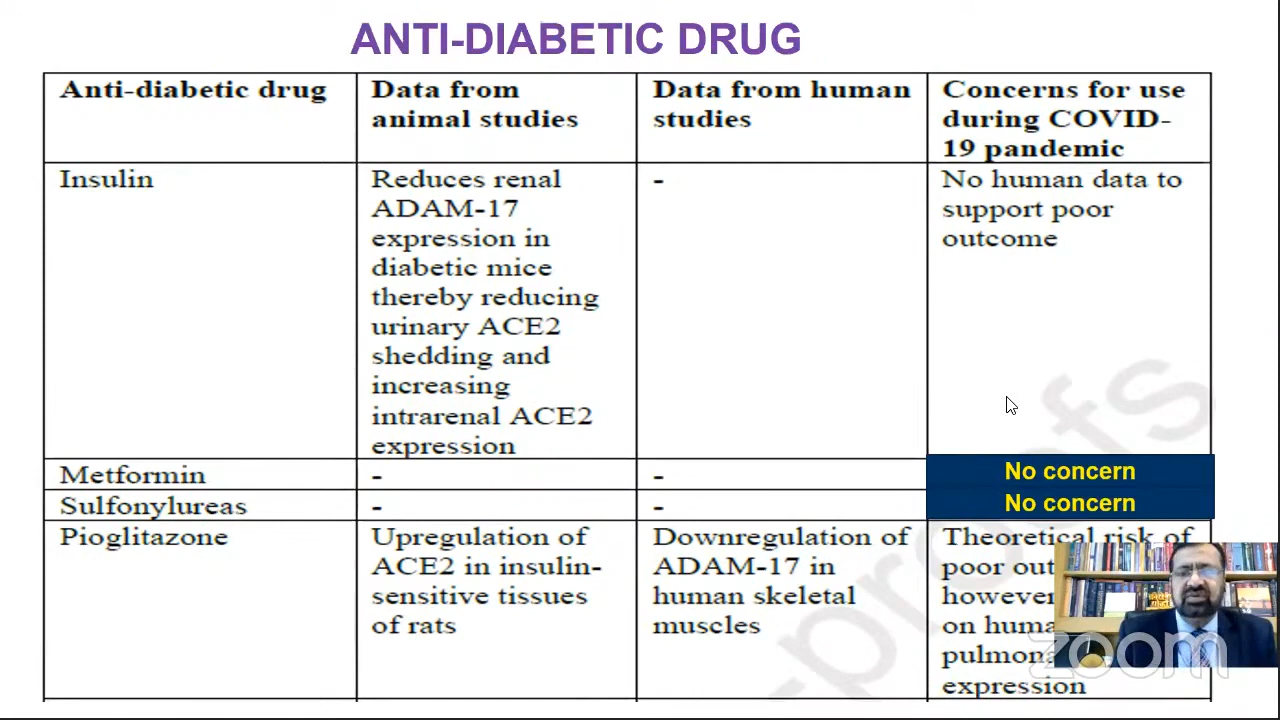 ANTI-DIABETIC DRUG
Anti-diabetic drug
Data from
animal studies
Data from human
studies
Concerns for use
during COVID-
19 pandemic
Insulin
Reduces renal
ADAM-17
expression in
diabetic mice
thereby reducing
urinary ACE2
shedding and
increasing
intrarenal ACE2
expression
-
No human data to
support poor
outcome
Metformin
-
-
No concern
Sulfonylureas
-
-
No concern
Pioglitazone
Upregulation of
ACE2 in insulin-
sensitive tissues
of rats
Downregulation of
ADAM-17 in
human skeletal
muscles
Theoretical risk of
poor
however
on
expression
-proofs
zoom